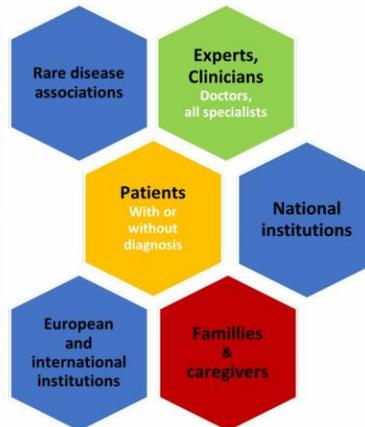 Rare disease
associations
Experts,
Clinicians
Doctors,
all specialists
Patients
With or
without
diagnosis
National
institutions
European
and
international
institutions
Famillies
&
caregivers